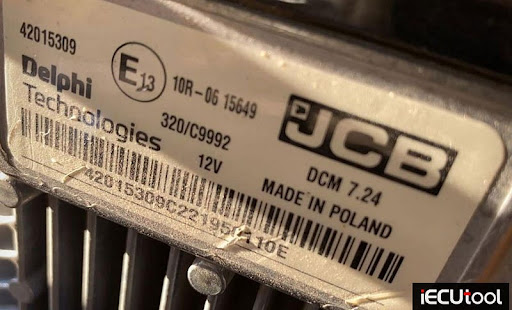 42015309
E13
10R-06 15649
Delphi
Technologies
320/C9992
12V
JCB
DCM 7.24
MADE IN POLAND
iECUtool